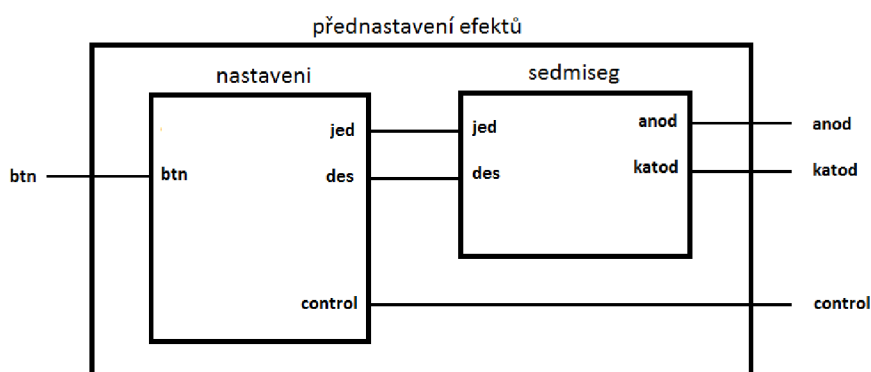 přednastavení efektů
nastaveni
sedmiseg
jed
jed
anod
anod
btn
btn
des
des
katod
katod
control
control